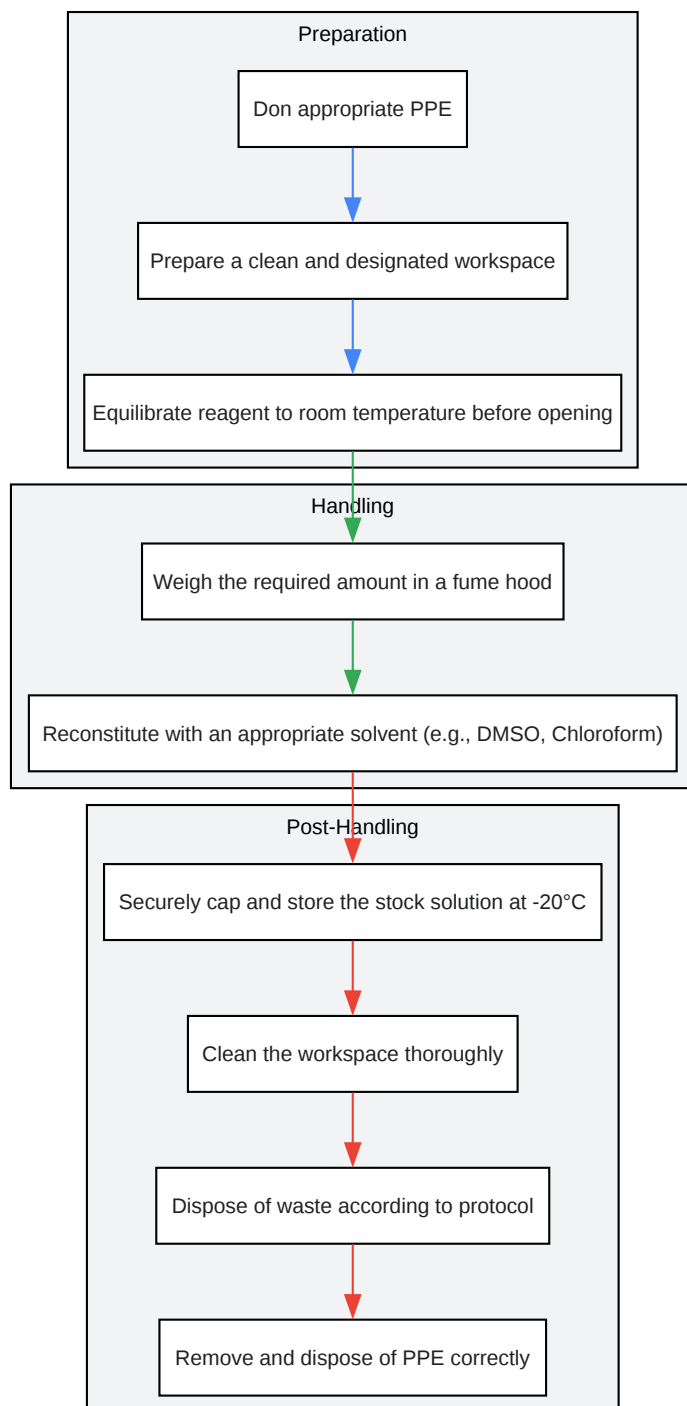 Preparation
Don appropriate PPE
Prepare a clean and designated workspace
Equilibrate reagent to room temperature before opening
Handling
Weigh the required amount in a fume hood
Reconstitute with an appropriate solvent (e.g., DMSO, Chloroform)
Post-Handling
Securely cap and store the stock solution at -20°C
Clean the workspace thoroughly
Dispose of waste according to protocol
Remove and dispose of PPE correctly